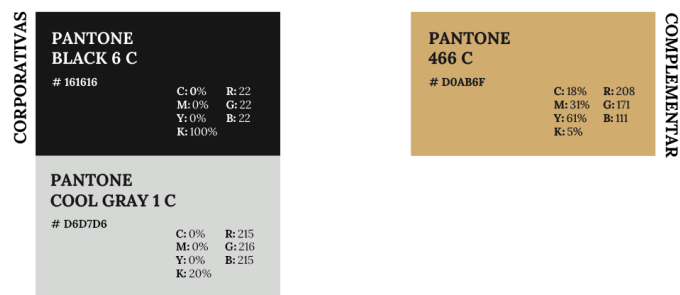 CORPORATIVAS
PANTONE
BLACK 6 C
# 161616
C: 0% R: 22
M: 0% G: 22
Y: 0% B: 22
K: 100%
PANTONE
COOL GRAY 1 C
# D6D7D6
C: 0% R: 215
M: 0% G: 216
Y: 0% B: 215
K: 20%
PANTONE
466 C
# D0AB6F
C: 18% R: 208
M: 31% G: 171
Y: 61% B: 111
K: 5%
COMPLEMENTAR